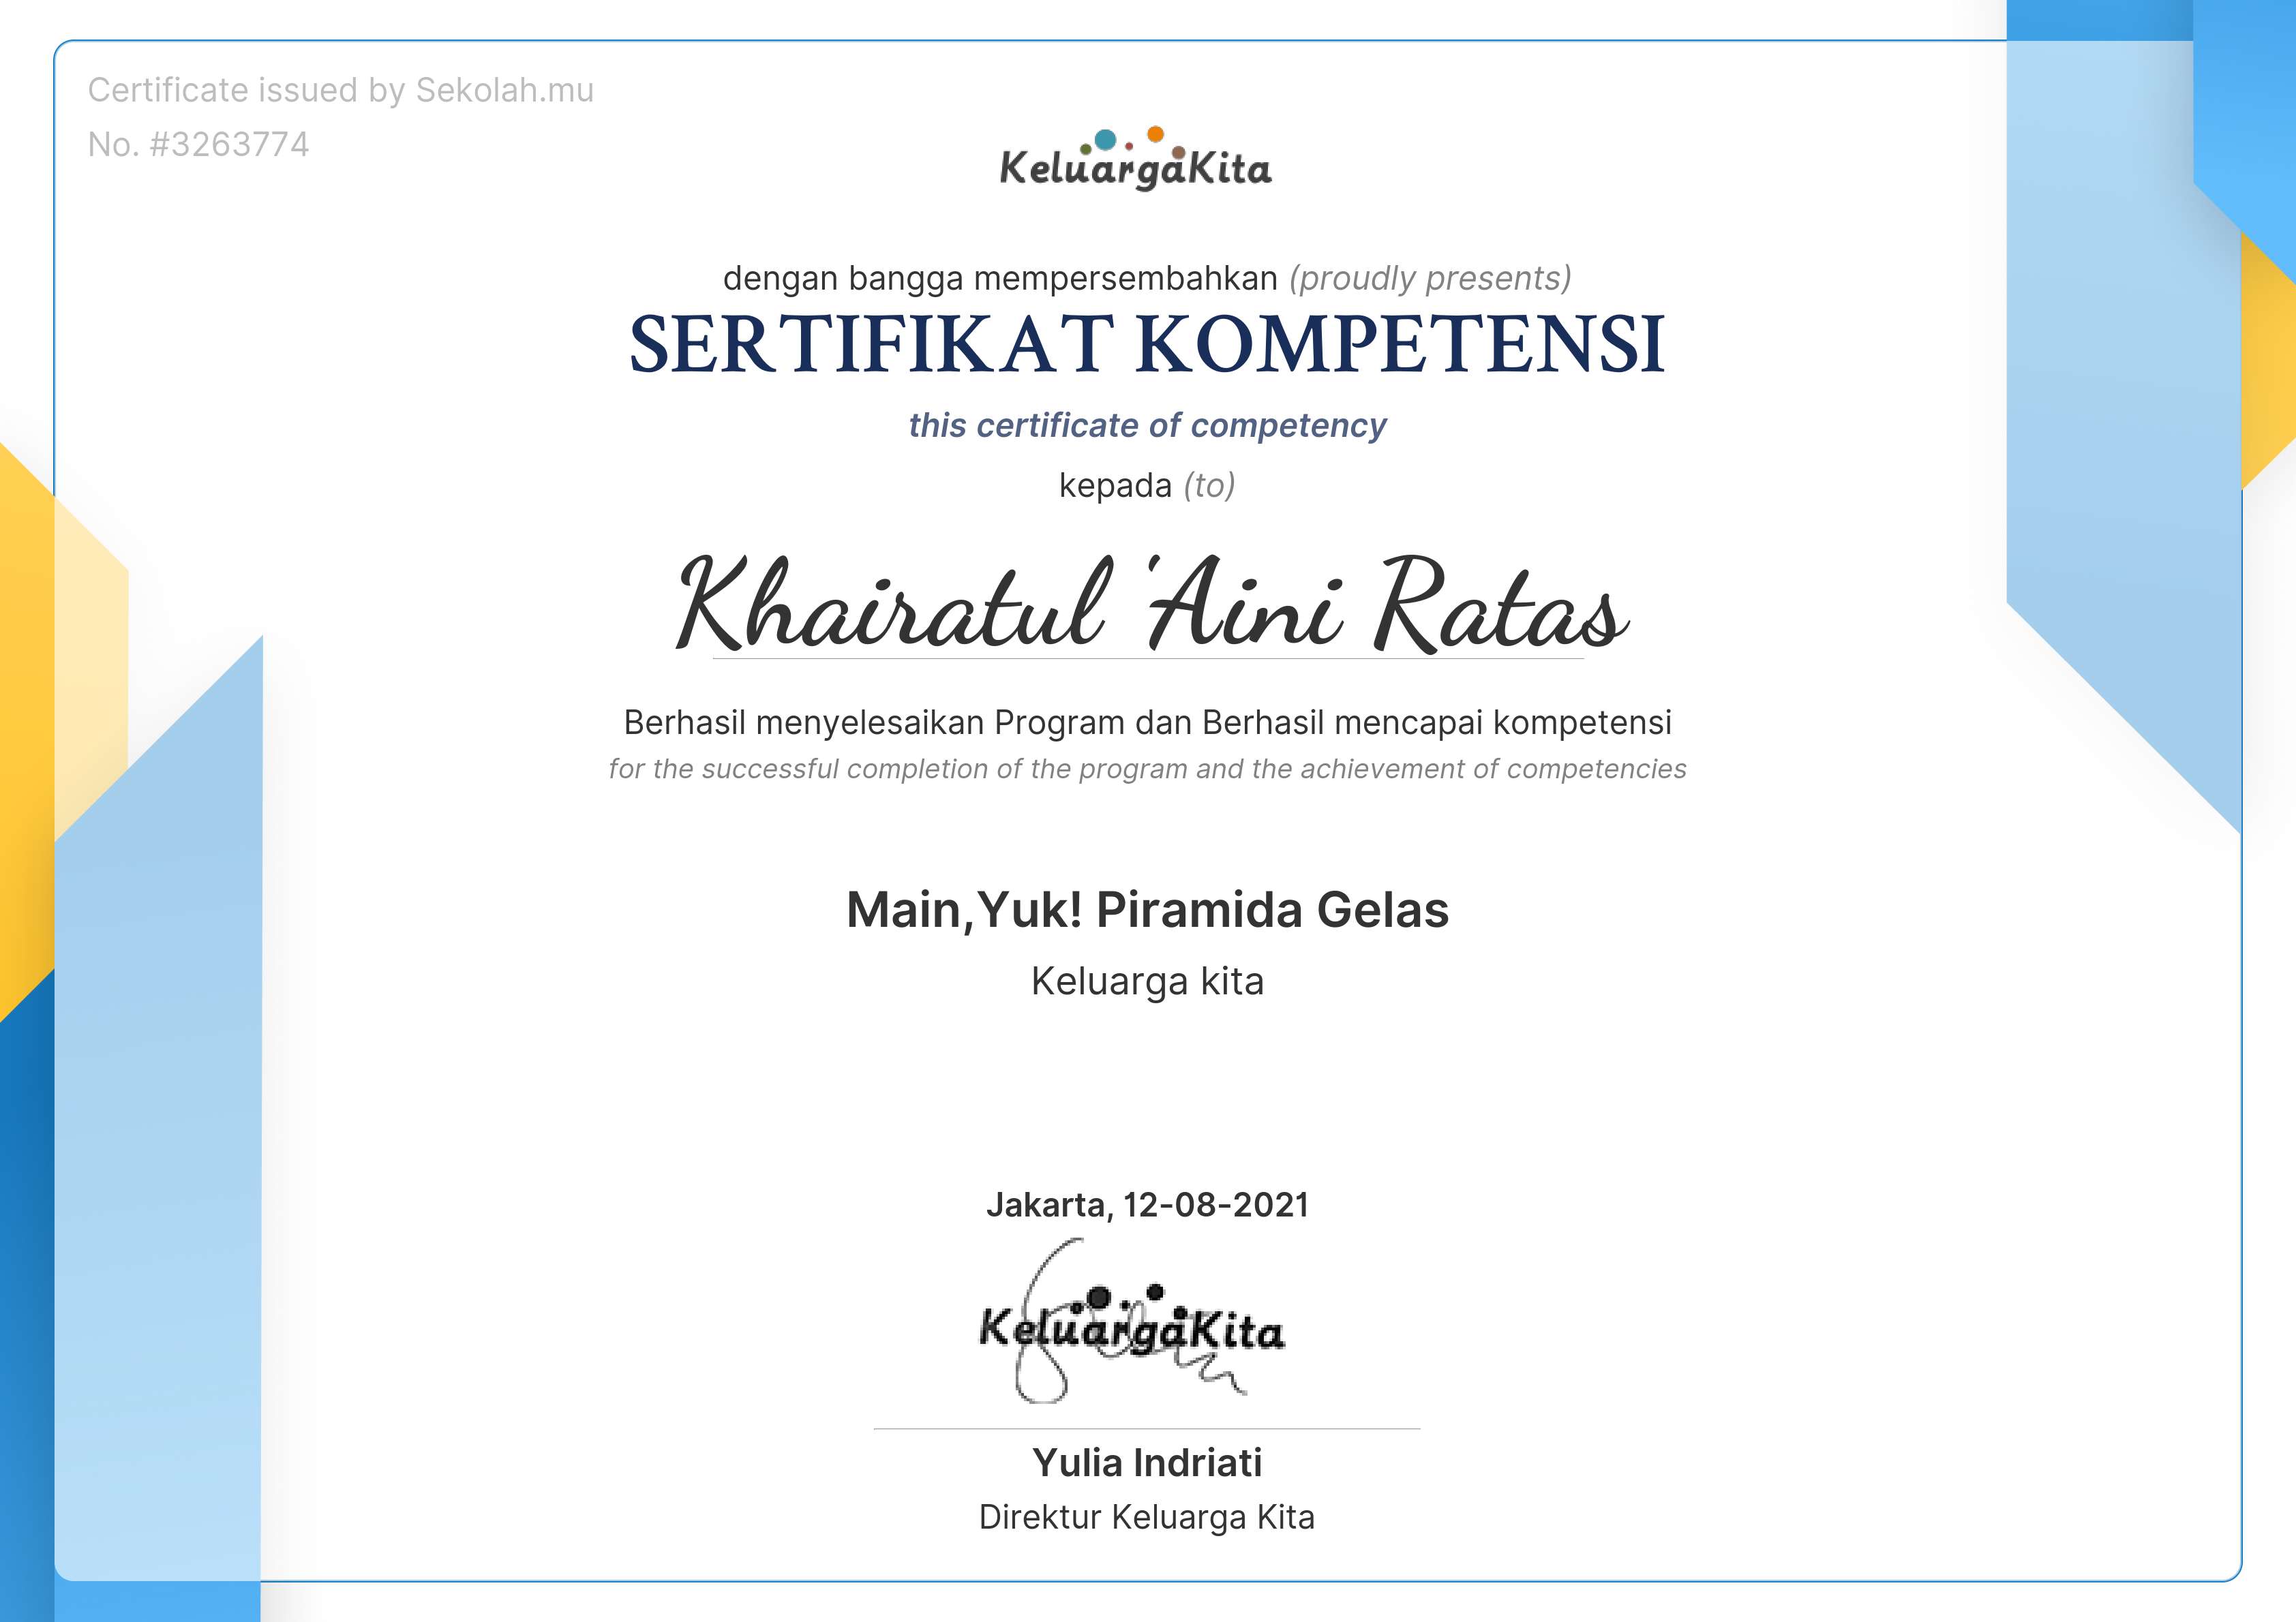 Certificate issued by Sekolah.mu
No. #3263774
KeluargaKita
dengan bangga mempersembahkan (proudly presents)
SERTIFIKAT KOMPETENSI
this certificate of competency
kepada (to)
Khairatul 'Aini Ratas
Berhasil menyelesaikan Program dan Berhasil mencapai kompetensi
for the successful completion of the program and the achievement of competencies
Main,Yuk! Piramida Gelas
Keluarga kita
Jakarta, 12-08-2021
KeluargaKita
Yulia Indriati
Direktur Keluarga Kita